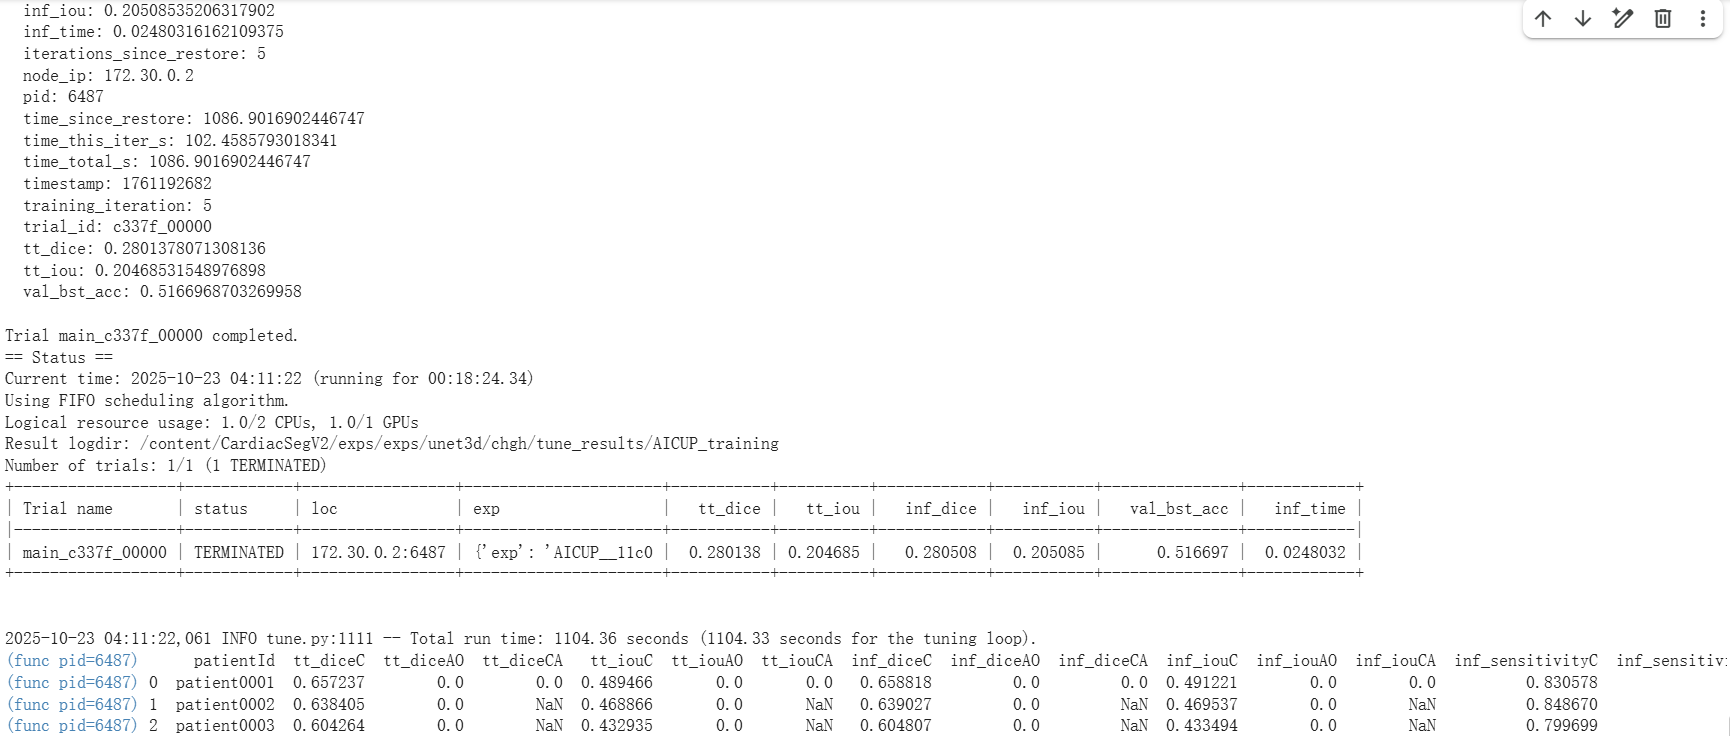 inf_iou: 0.20508535206317902
inf_time: 0.02480316162109375
iterations_since_restore: 5
node_ip: 172.30.0.2
pid: 6487
time_since_restore: 1086.9016902446747
time_this_iter_s: 102.4585793018341
time_total_s: 1086.9016902446747
timestamp: 1761192682
training_iteration: 5
trial_id: c337f_00000
tt_dice: 0.2801378071308136
tt_iou: 0.20468531548976898
val_bst_acc: 0.5166968703269958
Trial main_c337f_00000 completed.
== Status ==
Current time: 2025-10-23 04:11:22 (running for 00:18:24.34)
Using FIFO scheduling algorithm.
Logical resource usage: 1.0/2 CPUs, 1.0/1 GPUs
Result logdir: /content/CardiacSegV2/exps/exps/unet3d/chgh/tune_results/AICUP_training
Number of trials: 1/1 (1 TERMINATED)
+------------------+------------+-----------------+----------------------+-----------+----------+------------+-----------+---------------+------------+
| Trial name | status | loc | exp | tt_dice | tt_iou | inf_dice | inf_iou | val_bst_acc | inf_time |
|------------------+------------+-----------------+----------------------+-----------+----------+------------+-----------+---------------+------------|
| main_c337f_00000 | TERMINATED | 172.30.0.2:6487 | {'exp': 'AICUP__11c0 | 0.280138 | 0.204685 | 0.280508 | 0.205085 | 0.516697 | 0.0248032 |
+------------------+------------+-----------------+----------------------+-----------+----------+------------+-----------+---------------+------------+
2025-10-23 04:11:22,061 INFO tune.py:1111 -- Total run time: 1104.36 seconds (1104.33 seconds for the tuning loop).
(func pid=6487) patientId tt_diceC tt_diceAO tt_diceCA tt_iouC tt_iouAO tt_iouCA inf_diceC inf_diceAO inf_diceCA inf_iouC inf_iouAO inf_iouCA inf_sensitivityC inf_sensitiv
(func pid=6487) 0 patient0001 0.657237 0.0 0.0 0.489466 0.0 0.0 0.658818 0.0 0.0 0.491221 0.0 0.0 0.830578
(func pid=6487) 1 patient0002 0.638405 0.0 NaN 0.468866 0.0 NaN 0.639027 0.0 NaN 0.469537 0.0 NaN 0.848670
(func pid=6487) 2 patient0003 0.604264 0.0 NaN 0.432935 0.0 NaN 0.604807 0.0 NaN 0.433494 0.0 NaN 0.799699